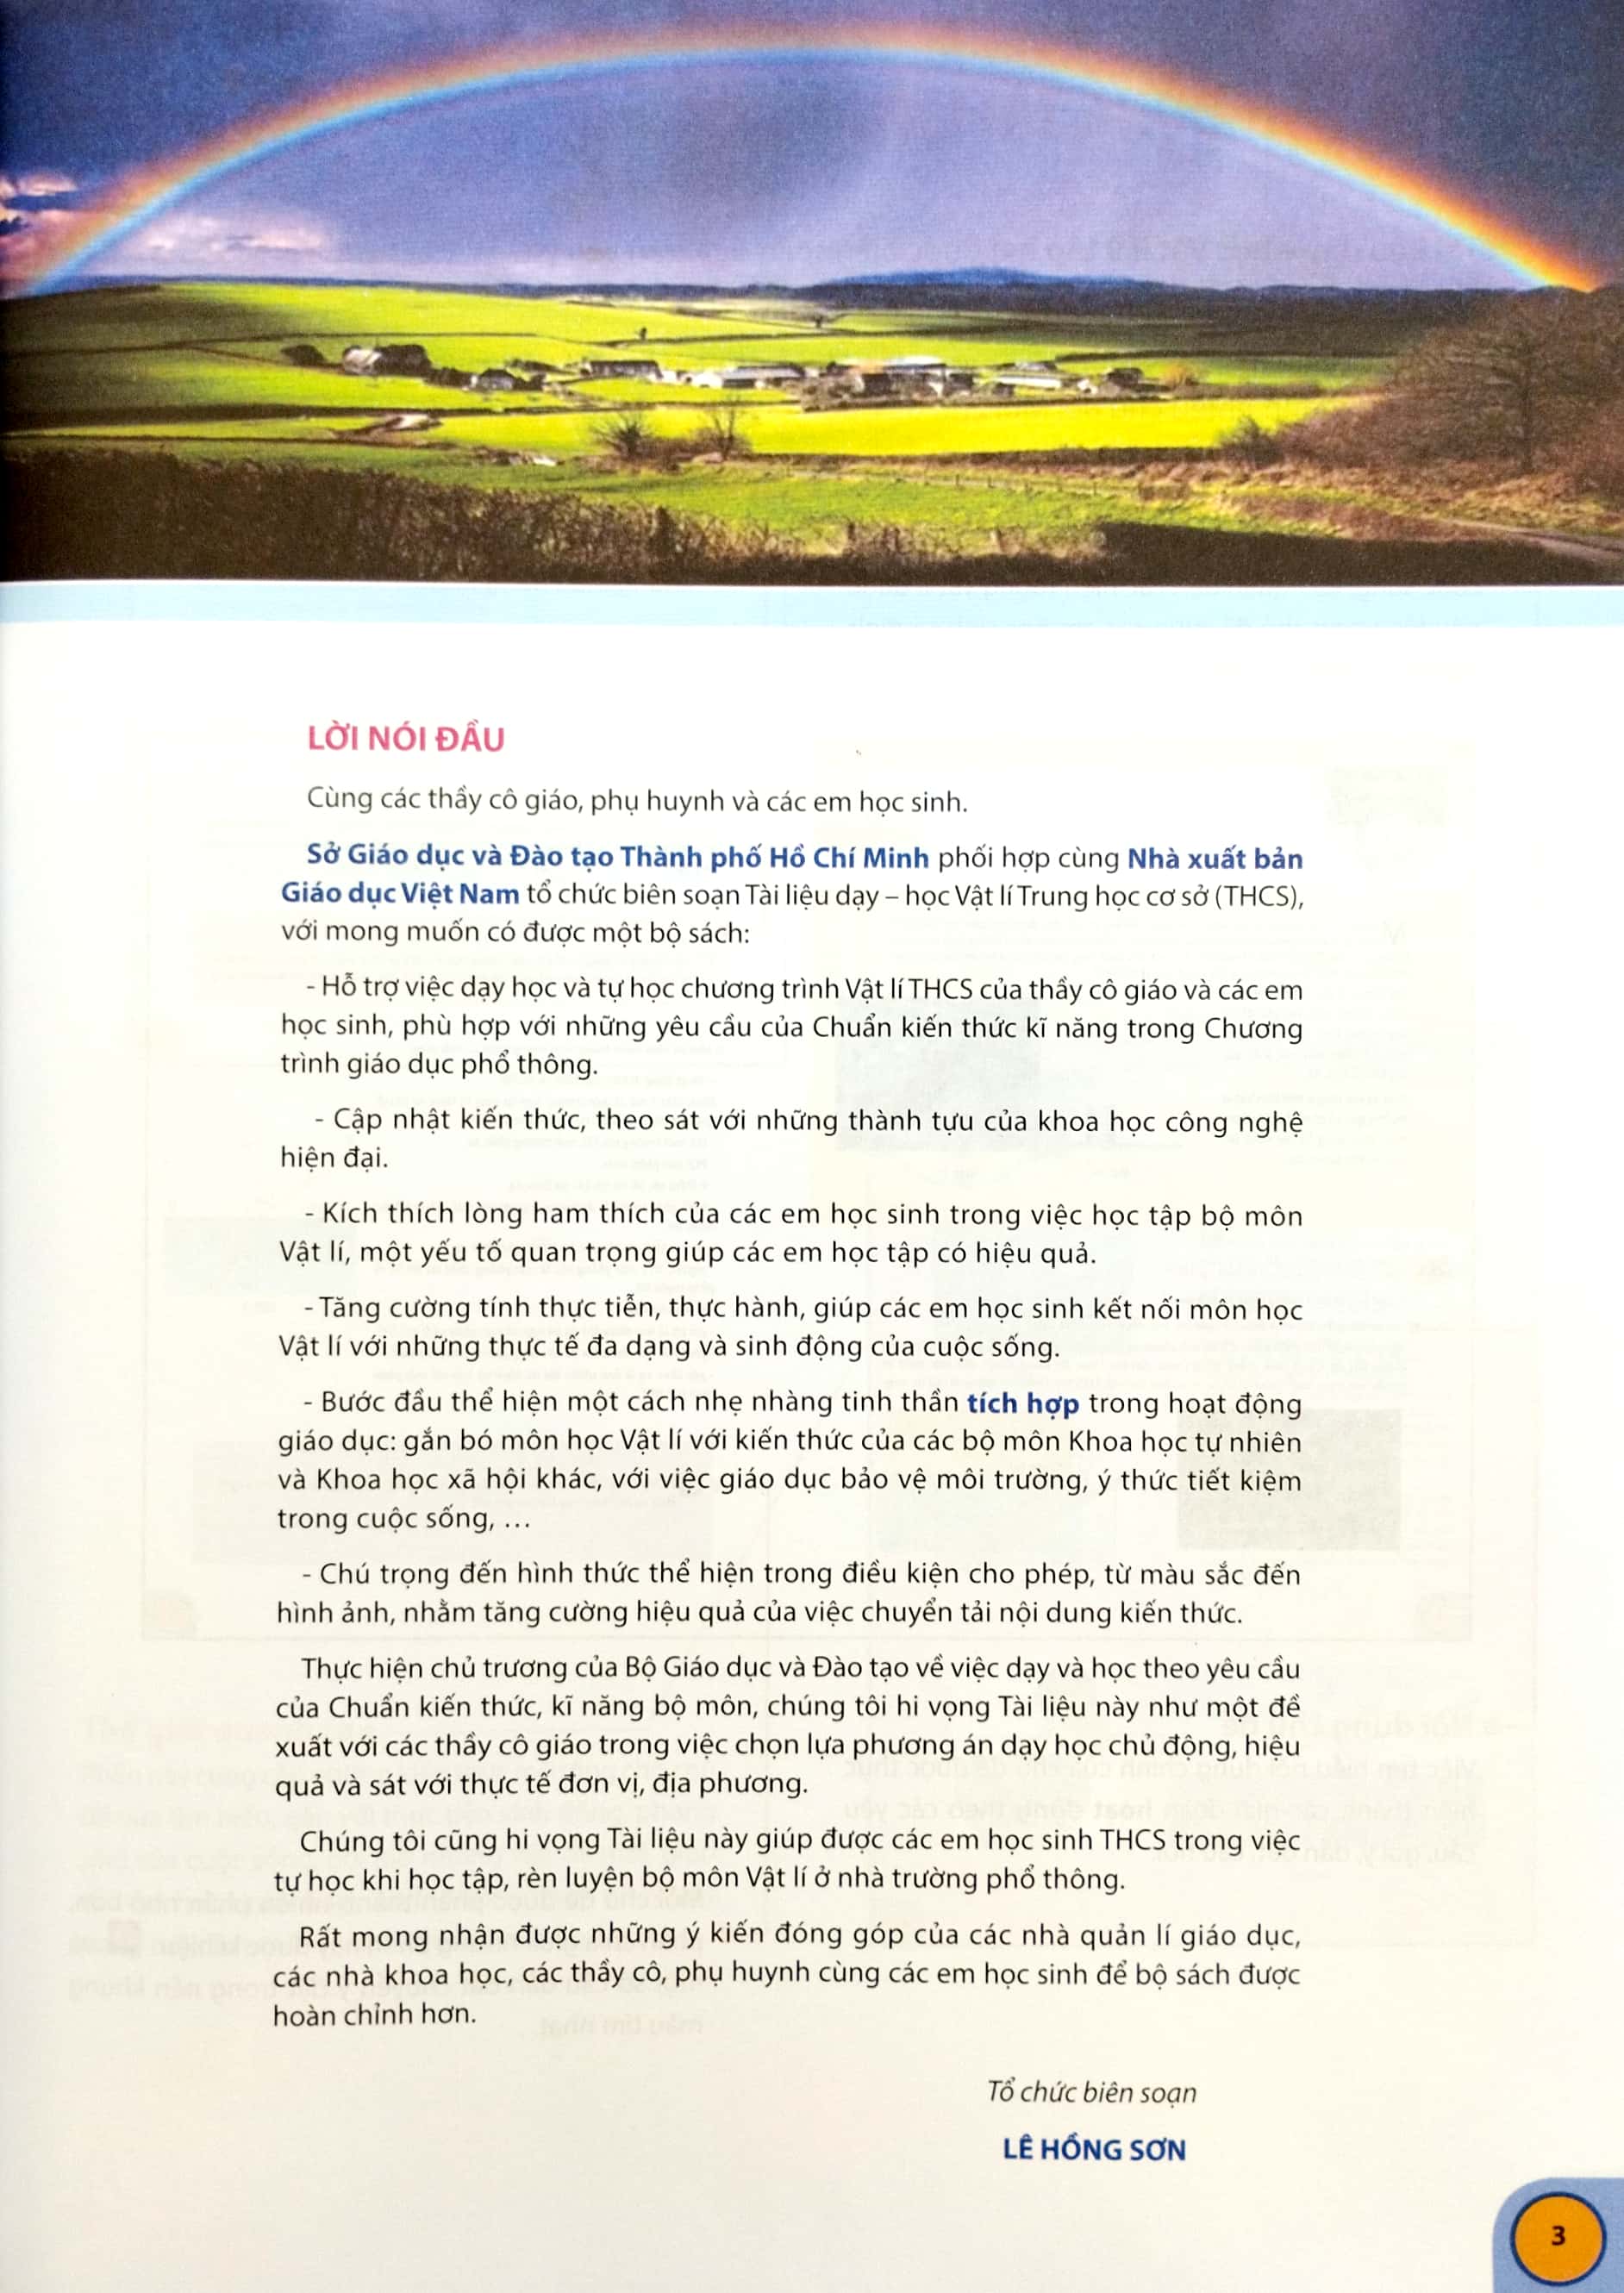 LỜI NÓI ĐẦU
Cùng các thầy cô giáo, phụ huynh và các em học sinh.
Sở Giáo dục và Đào tạo Thành phố Hồ Chí Minh phối hợp cùng Nhà xuất bản
Giáo dục Việt Nam tổ chức biên soạn Tài liệu dạy – học Vật lí Trung học cơ sở (THCS),
với mong muốn có được một bộ sách:
- Hỗ trợ việc dạy học và tự học chương trình Vật lí THCS của thầy cô giáo và các em
học sinh, phù hợp với những yêu cầu của Chuẩn kiến thức kĩ năng trong Chương
trình giáo dục phổ thông.
- Cập nhật kiến thức, theo sát với những thành tựu của khoa học công nghệ
hiện đại.
- Kích thích lòng ham thích của các em học sinh trong việc học tập bộ môn
Vật lí, một yếu tố quan trọng giúp các em học tập có hiệu quả.
- Tăng cường tính thực tiễn, thực hành, giúp các em học sinh kết nối môn học
Vật lí với những thực tế đa dạng và sinh động của cuộc sống.
- Bước đầu thể hiện một cách nhẹ nhàng tinh thần tích hợp trong hoạt động
giáo dục: gắn bó môn học Vật lí với kiến thức của các bộ môn Khoa học tự nhiên
và Khoa học xã hội khác, với việc giáo dục bảo vệ môi trường, ý thức tiết kiệm
trong cuộc sống, …
- Chú trọng đến hình thức thể hiện trong điều kiện cho phép, từ màu sắc đến
hình ảnh, nhằm tăng cường hiệu quả của việc chuyển tải nội dung kiến thức.
Thực hiện chủ trương của Bộ Giáo dục và Đào tạo về việc dạy và học theo yêu cầu
của Chuẩn kiến thức, kĩ năng bộ môn, chúng tôi hi vọng Tài liệu này như một đề
xuất với các thầy cô giáo trong việc chọn lựa phương án dạy học chủ động, hiệu
quả và sát với thực tế đơn vị, địa phương.
Chúng tôi cũng hi vọng Tài liệu này giúp được các em học sinh THCS trong việc
tự học khi học tập, rèn luyện bộ môn Vật lí ở nhà trường phổ thông.
Rất mong nhận được những ý kiến đóng góp của các nhà quản lí giáo dục,
các nhà khoa học, các thầy cô, phụ huynh cùng các em học sinh để bộ sách được
hoàn chỉnh hơn.
Tổ chức biên soạn
LÊ HỒNG SƠN
3